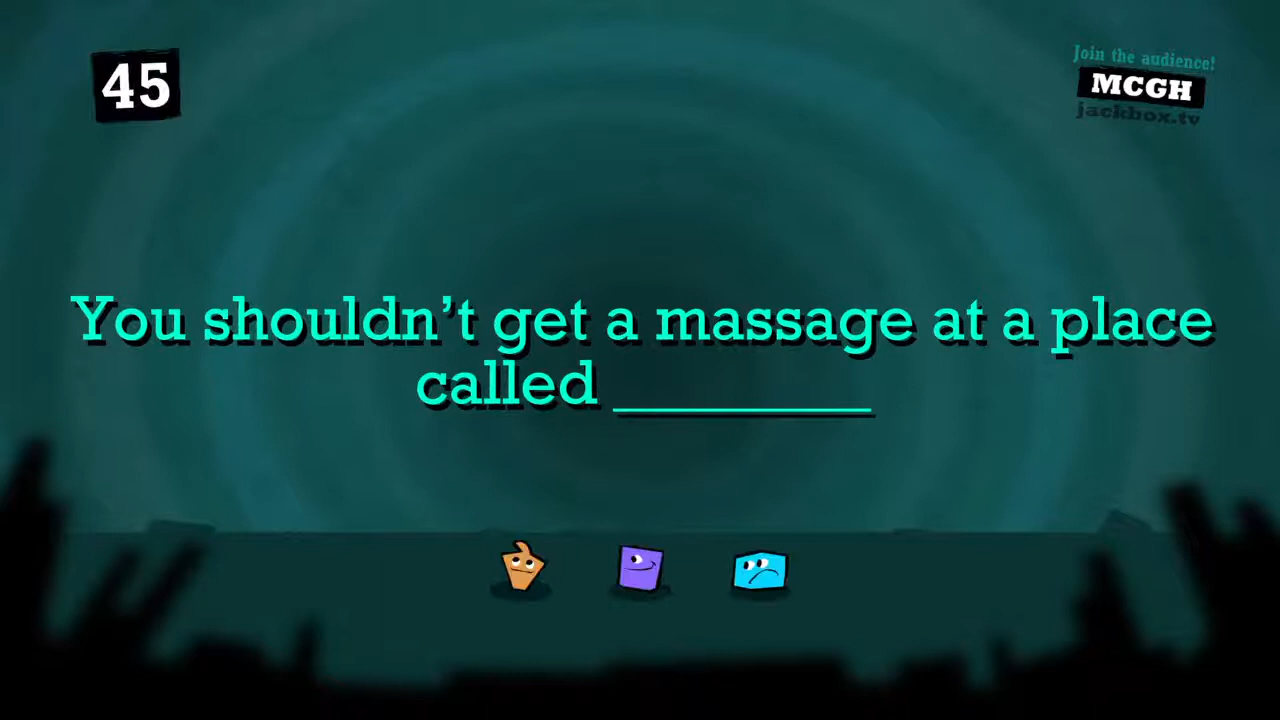 45
Join the audience!
MCGH
jackbox.tv
You shouldn’t get a massage at a place
called ________